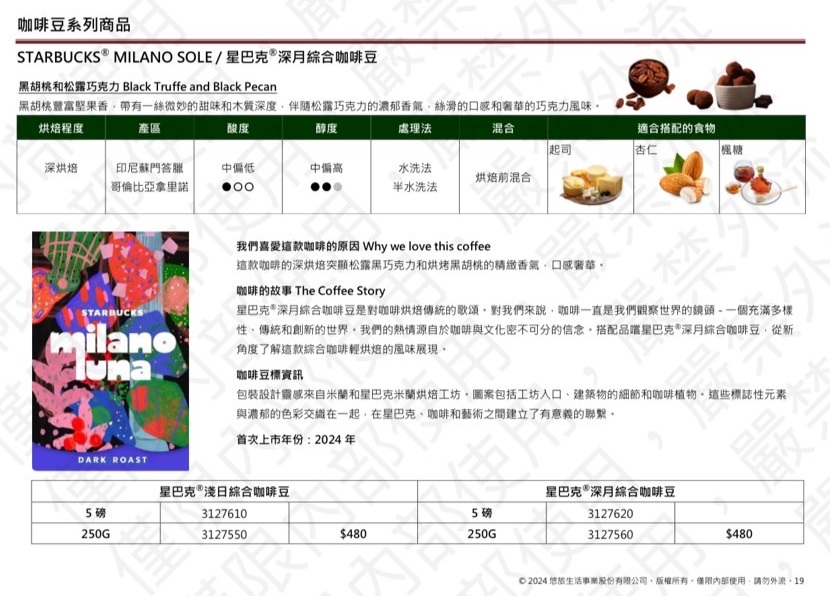 咖啡豆系列商品
STARBUCKS® MILANO SOLE / 星巴克®深月綜合咖啡豆
黑胡桃和松露巧克力 Black Truffe and Black Pecan
黑胡桃豐富堅果香，帶有一絲微妙的甜味和木質深度，伴隨松露巧克力的濃郁香氣，絲滑的口感和奢華的巧克力風味。
烘焙程度 產區 酸度 醇度 處理法 混合 適合搭配的食物
深烘焙 印尼蘇門答臘 中偏低 中偏高 水洗法 烘焙前混合 起司 杏仁 楓糖
哥倫比亞拿里諾 半水洗法
STARBUCKS
milano
luna
DARK ROAST
我們喜愛這款咖啡的原因 Why we love this coffee
這款咖啡的深烘焙突顯松露黑巧克力和烘烤黑胡桃的精緻香氣，口感奢華。
咖啡的故事 The Coffee Story
星巴克®深月綜合咖啡豆是對咖啡烘焙傳統的歌頌。對我們來說，咖啡一直是我們觀察世界的鏡頭 - 一個充滿多樣
性、傳統和創新的世界。我們的熱情源自於咖啡與文化密不可分的信念。搭配品嚐星巴克®深月綜合咖啡豆，從新
角度了解這款綜合咖啡輕烘焙的風味展現。
咖啡豆標資訊
包裝設計靈感來自米蘭和星巴克米蘭烘焙工坊。圖案包括工坊入口、建築物的細節和咖啡植物。這些標誌性元素
與濃郁的色彩交織在一起，在星巴克、咖啡和藝術之間建立了有意義的聯繫。
首次上市年份：2024 年
星巴克®淺日綜合咖啡豆 星巴克®深月綜合咖啡豆
5 磅 3127610 5 磅 3127620
250G 3127550 $480 250G 3127560 $480
© 2024 悠旅生活事業股份有限公司。版權所有。僅限內部使用，請勿外流。19